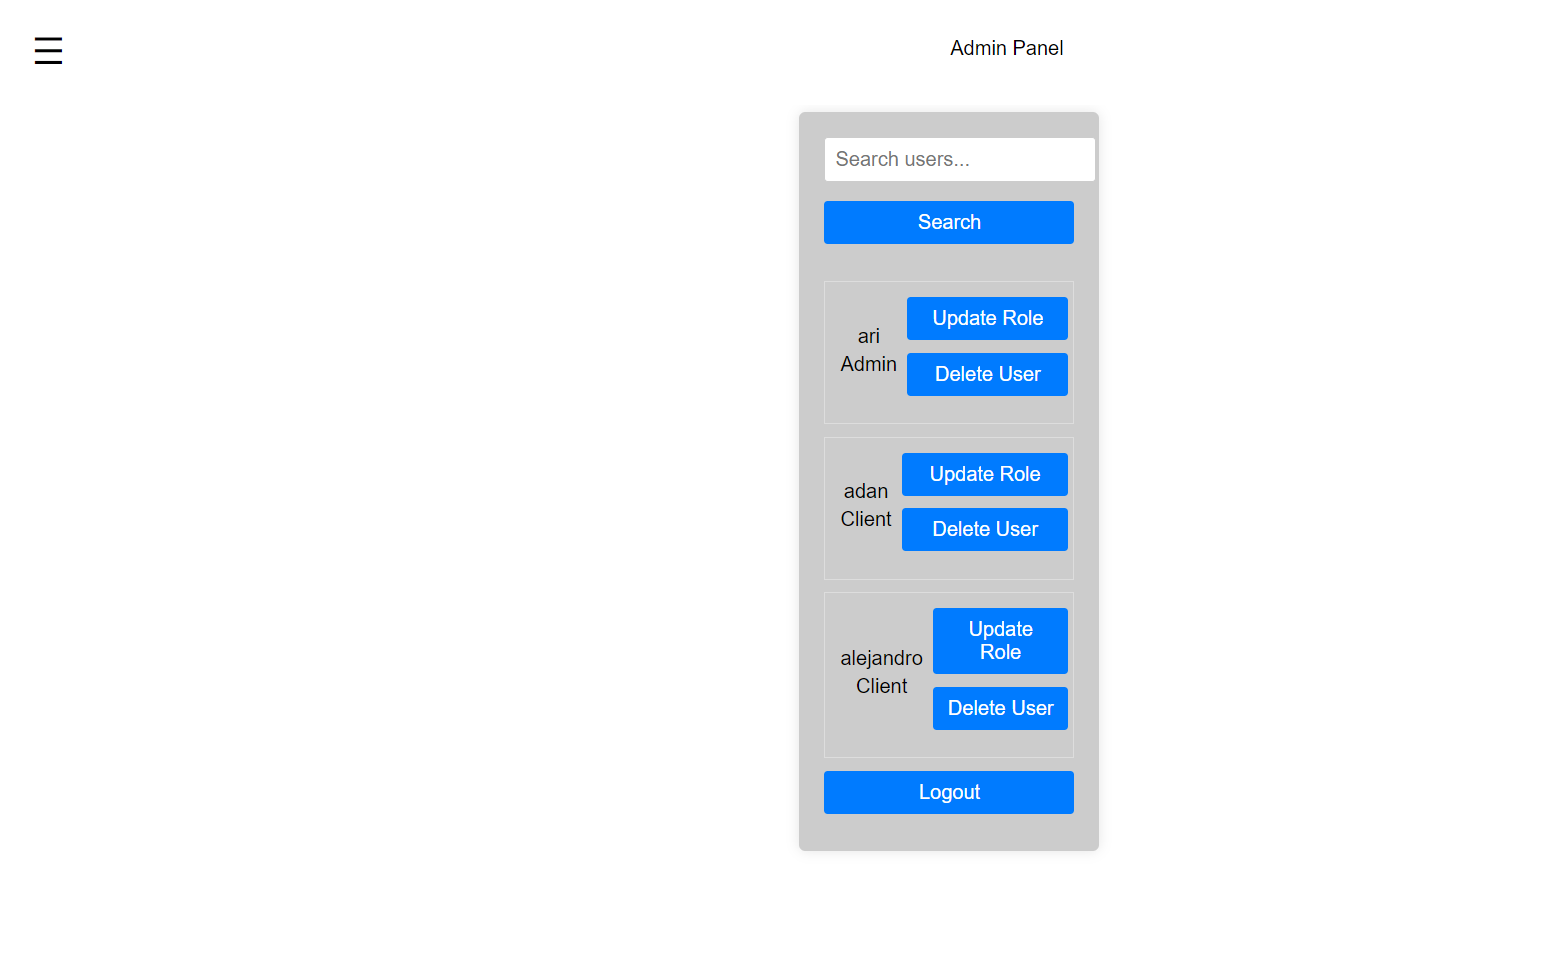 Admin Panel
Search users...
Search
ari
Admin
Update Role
Delete User
adan
Client
Update Role
Delete User
alejandro
Client
Update
Role
Delete User
Logout